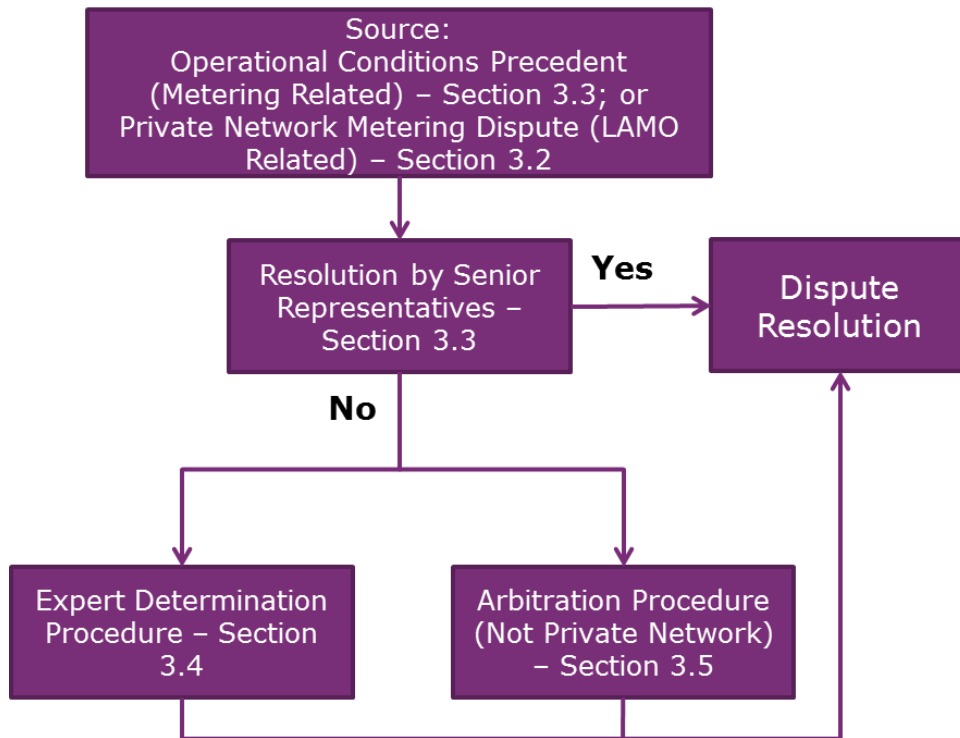 Source:
Operational Conditions Precedent
(Metering Related) – Section 3.3; or
Private Network Metering Dispute (LAMO
Related) – Section 3.2
Resolution by Senior
Representatives –
Section 3.3
Yes
Dispute
Resolution
No
Expert Determination
Procedure – Section
3.4
Arbitration Procedure
(Not Private Network)
– Section 3.5